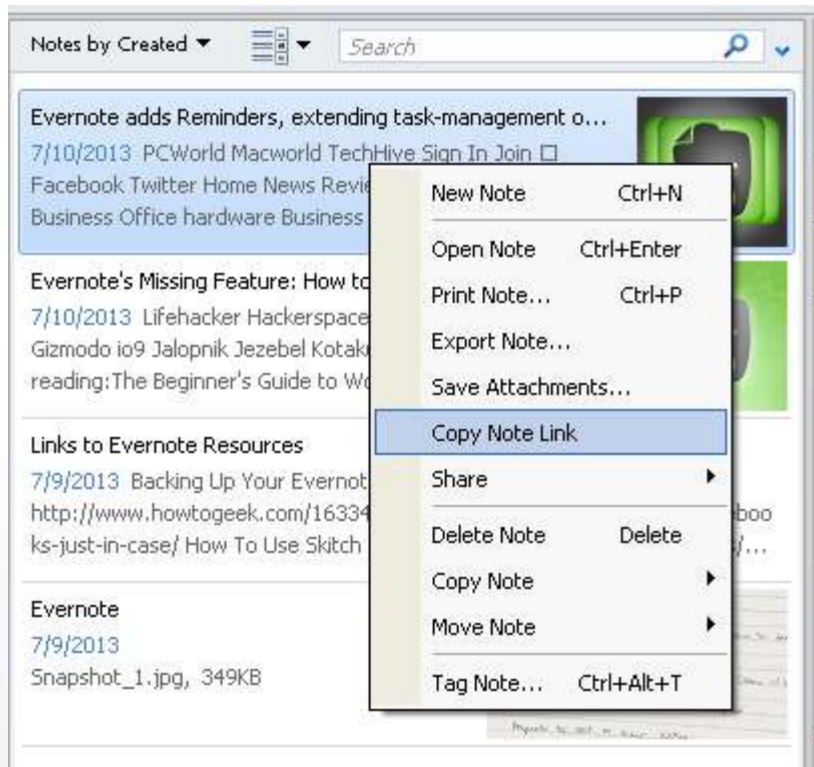 Notes by Created
Search
Evernote adds Reminders, extending task-management o...
7/10/2013 PCWorld Macworld TechHive Sign In Join □
Facebook Twitter Home News Revie
Business Office hardware Business
Evernote's Missing Feature: How to
7/10/2013 Lifehacker Hackerspace
Gizmodo io9 Jalopnik Jezebel Kotaku
reading:The Beginner's Guide to Wo
Links to Evernote Resources
7/9/2013 Backing Up Your Evernot
http://www.howtogeek.com/16334 boo
ks-just-in-case/ How To Use Skitch /...
Evernote
7/9/2013
Snapshot_1.jpg, 349KB
New Note Ctrl+N
Open Note Ctrl+Enter
Print Note... Ctrl+P
Export Note...
Save Attachments...
Copy Note Link
Share
Delete Note Delete
Copy Note
Move Note
Tag Note... Ctrl+Alt+T